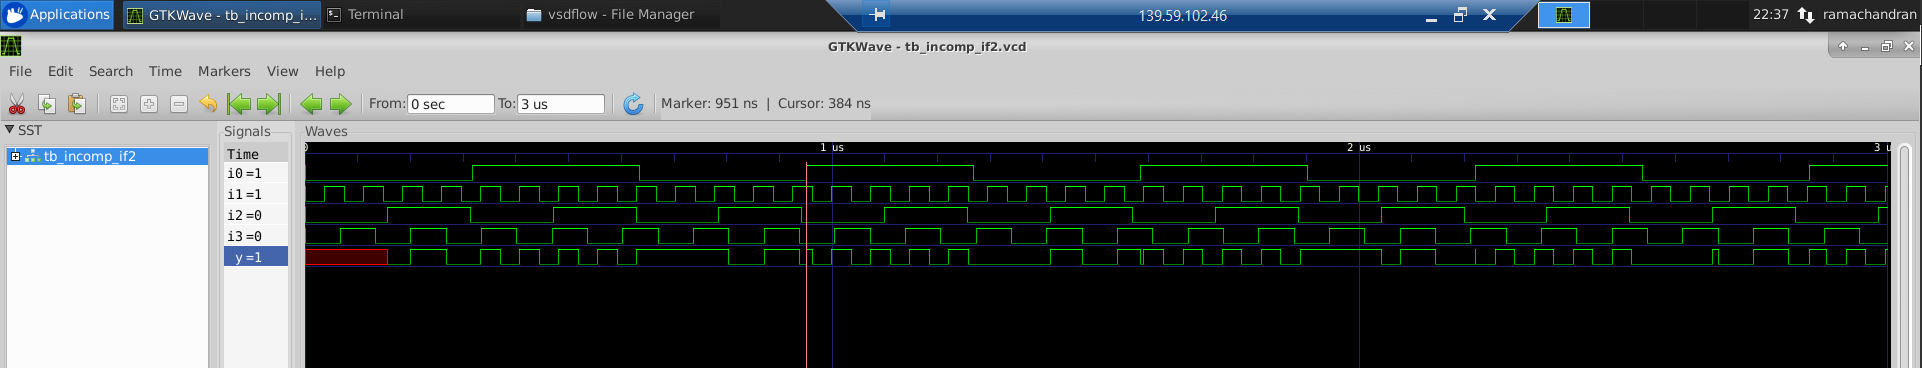 Applications GTKWave - tb_incomp_i... Terminal vsdflow - File Manager 139.59.102.46 22:37 ramachandran
GTKWave - tb_incomp_if2.vcd
File Edit Search Time Markers View Help
From: 0 sec To: 3 us Marker: 951 ns | Cursor: 384 ns
SST Signals Waves
tb_incomp_if2 Time 1 us 2 us 3 u
i0=1
i1=1
i2=0
i3=0
y=1